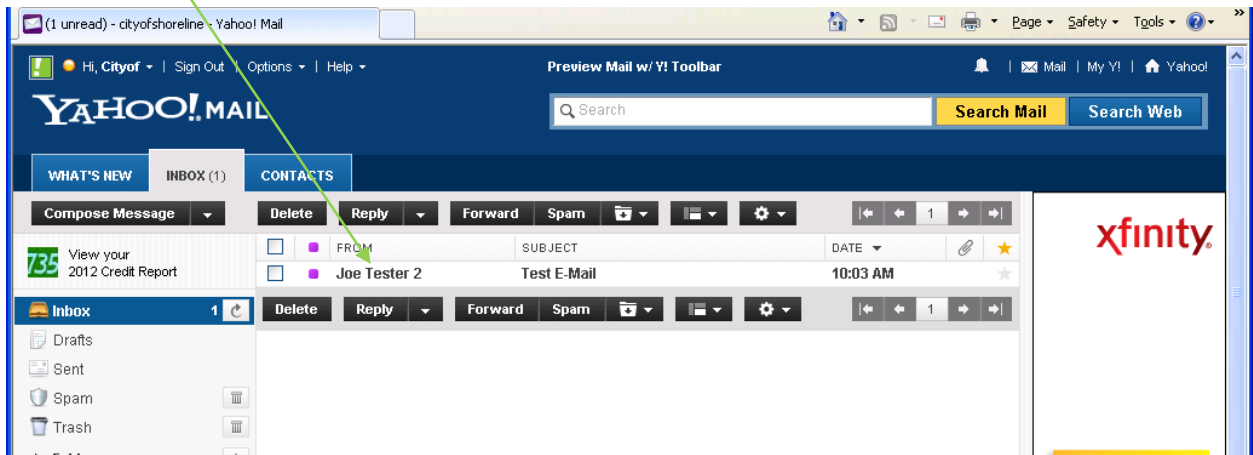 (1 unread) - cityofshoreline - Yahoo! Mail
Page Safety Tools »
Hi, Cityof | Sign Out | Options | Help Preview Mail w/ Y! Toolbar | Mail | My Y! | Yahoo!
YAHOO! MAIL Search Search Mail Search Web
WHAT'S NEW INBOX (1) CONTACTS
Compose Message Delete Reply Forward Spam 1
xfinity.
735 View your 2012 Credit Report
FROM SUBJECT DATE
Joe Tester 2 Test E-Mail 10:03 AM
Inbox 1 Delete Reply Forward Spam 1
Drafts
Sent
Spam
Trash